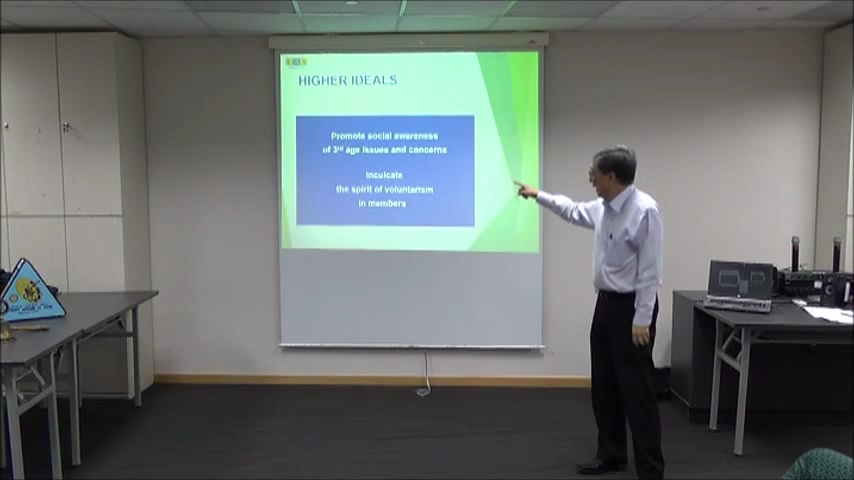 HIGHER IDEALS
Promote social awareness
of 3rd age issues and concerns
Inculcate
the spirit of voluntarism
in members